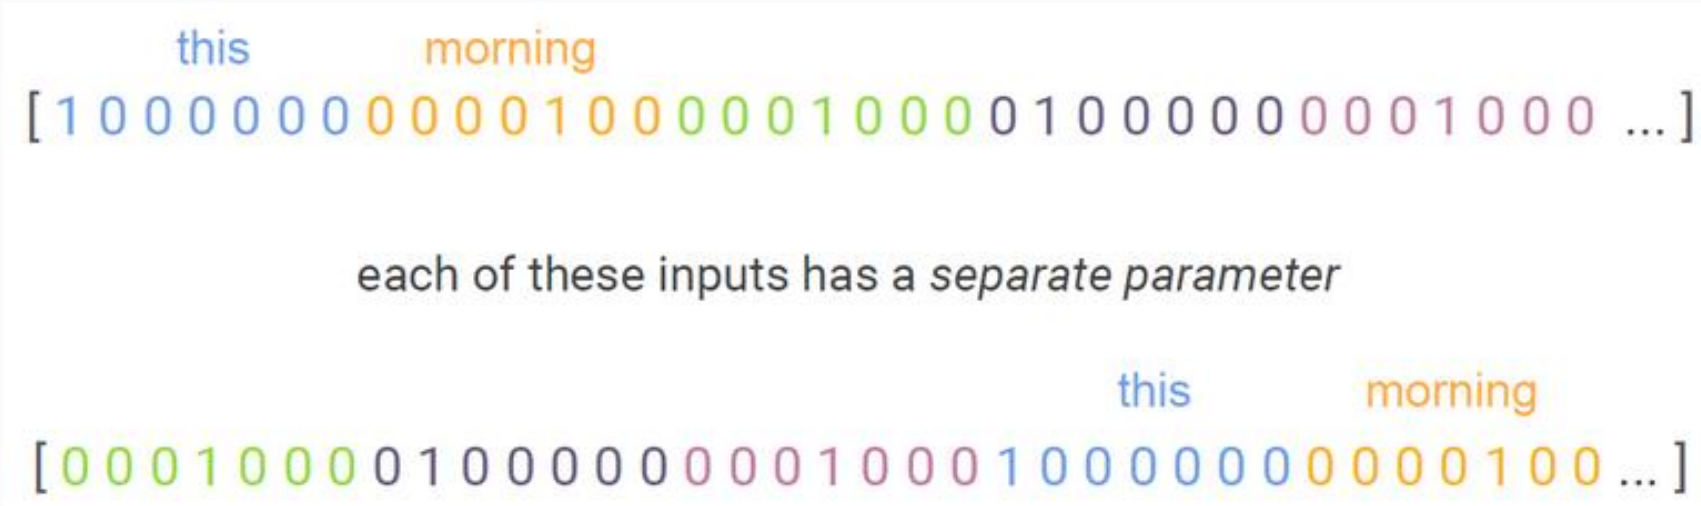 this morning
[ 1 0 0 0 0 0 0 0 0 0 0 1 0 0 0 0 0 1 0 0 0 0 1 0 0 0 0 0 0 0 0 1 0 0 0 ... ]
each of these inputs has a separate parameter
this morning
[ 0 0 0 1 0 0 0 0 1 0 0 0 0 0 0 0 0 1 0 0 0 1 0 0 0 0 0 0 0 0 0 0 1 0 0 ... ]